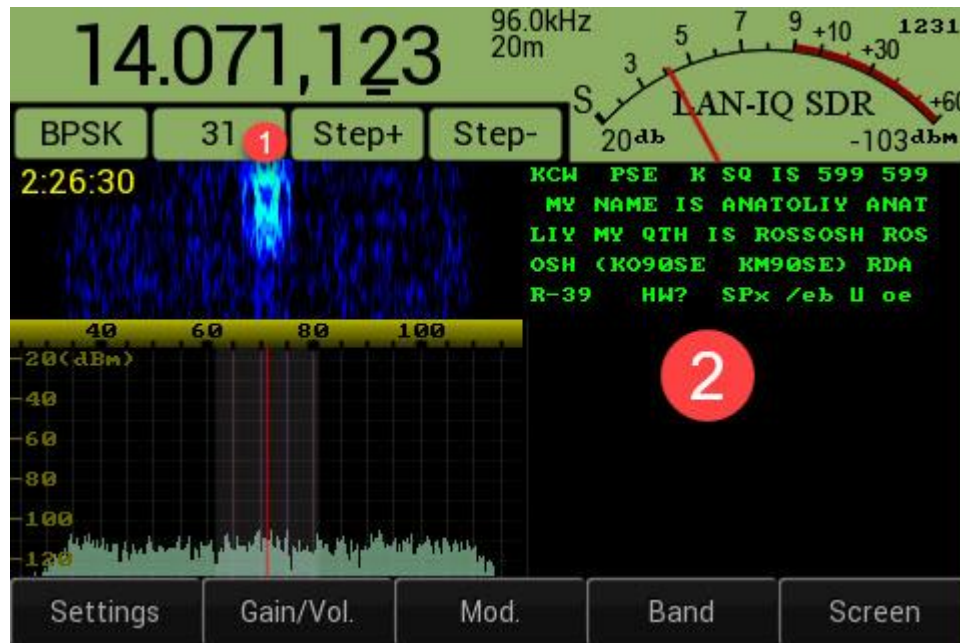 14.071,123
96.0kHz
20m
S 3 5 7 9 +10 +30 +60
1231
LAN-IQ SDR
20db
-103dbm
BPSK 31 Step+ Step-
1
2:26:30
KCW PSE K SQ IS 599 599
MY NAME IS ANATOLIY ANAT
LIY MY QTH IS ROSSOSH ROS
OSH (KO90SE KM90SE) RDA
R-39 HW? SPx /eb U oe
2
40 60 80 100
-20(dBm)
-40
-60
-80
-100
-120
Settings Gain/Vol. Mod. Band Screen